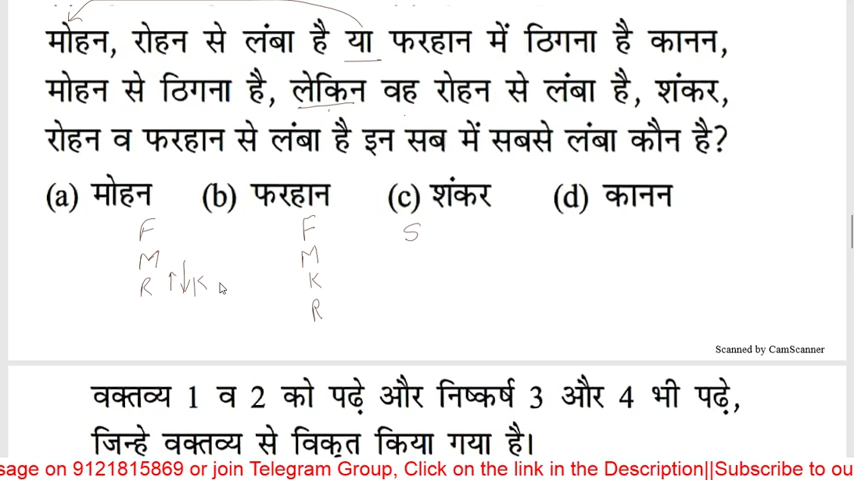 मोहन, रोहन से लंबा है या फरहान में ठिगना है कानन,
मोहन से ठिगना है, लेकिन वह रोहन से लंबा है, शंकर,
रोहन व फरहान से लंबा है इन सब में सबसे लंबा कौन है?
(a) मोहन (b) फरहान (c) शंकर (d) कानन
F F S
M M
R ↑↓K K
R
Scanned by CamScanner
वक्तव्य 1 व 2 को पढ़े और निष्कर्ष 3 और 4 भी पढ़े,
जिन्हे वक्तव्य से विकृत किया गया है।
sage on 9121815869 or join Telegram Group, Click on the link in the Description||Subscribe to ou